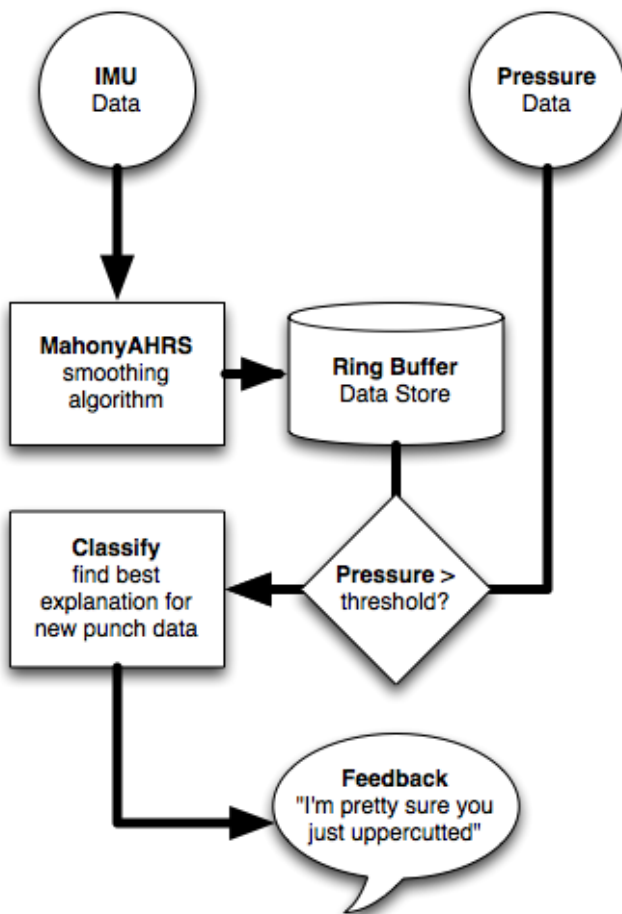 IMU
Data
Pressure
Data
MahonyAHRS
smoothing
algorithm
Ring Buffer
Data Store
Classify
find best
explanation for
new punch data
Pressure >
threshold?
Feedback
"I'm pretty sure you
just uppercutted"